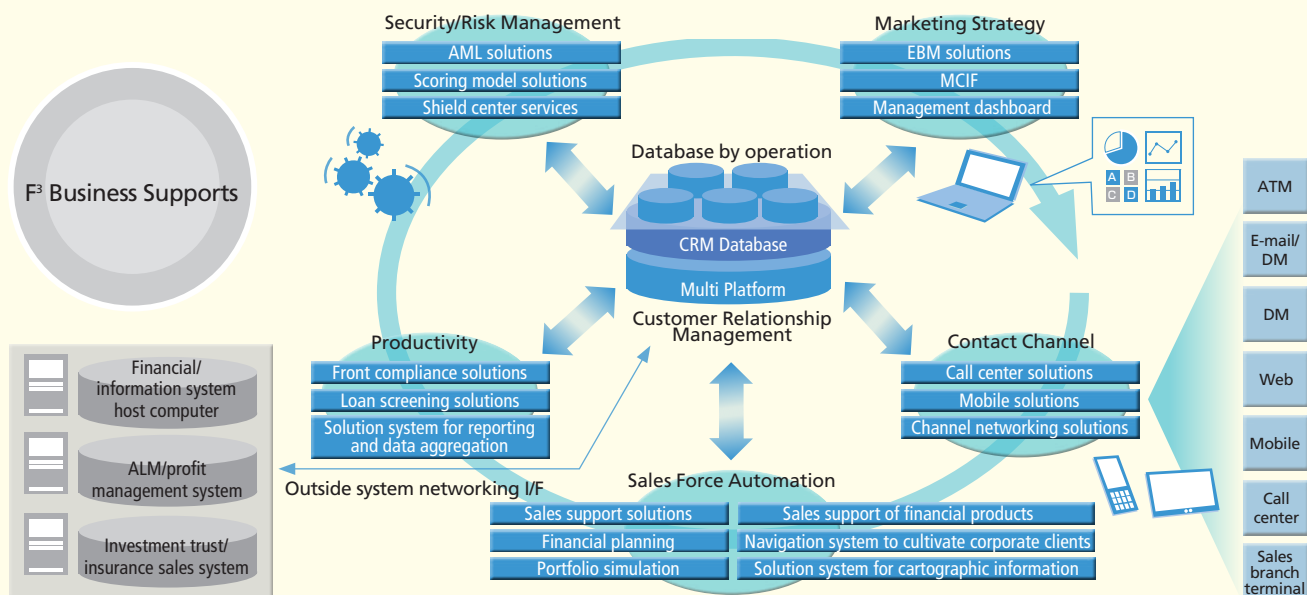 F³ Business Supports
Security/Risk Management
AML solutions
Scoring model solutions
Shield center services
Marketing Strategy
EBM solutions
MCIF
Management dashboard
A B
C D
Database by operation
CRM Database
Multi Platform
Customer Relationship
Management
Productivity
Front compliance solutions
Loan screening solutions
Solution system for reporting
and data aggregation
Contact Channel
Call center solutions
Mobile solutions
Channel networking solutions
Sales Force Automation
Sales support solutions
Financial planning
Portfolio simulation
Sales support of financial products
Navigation system to cultivate corporate clients
Solution system for cartographic information
Outside system networking I/F
Financial/
information system
host computer
ALM/profit
management system
Investment trust/
insurance sales system
ATM
E-mail/
DM
DM
Web
Mobile
Call
center
Sales
branch
terminal